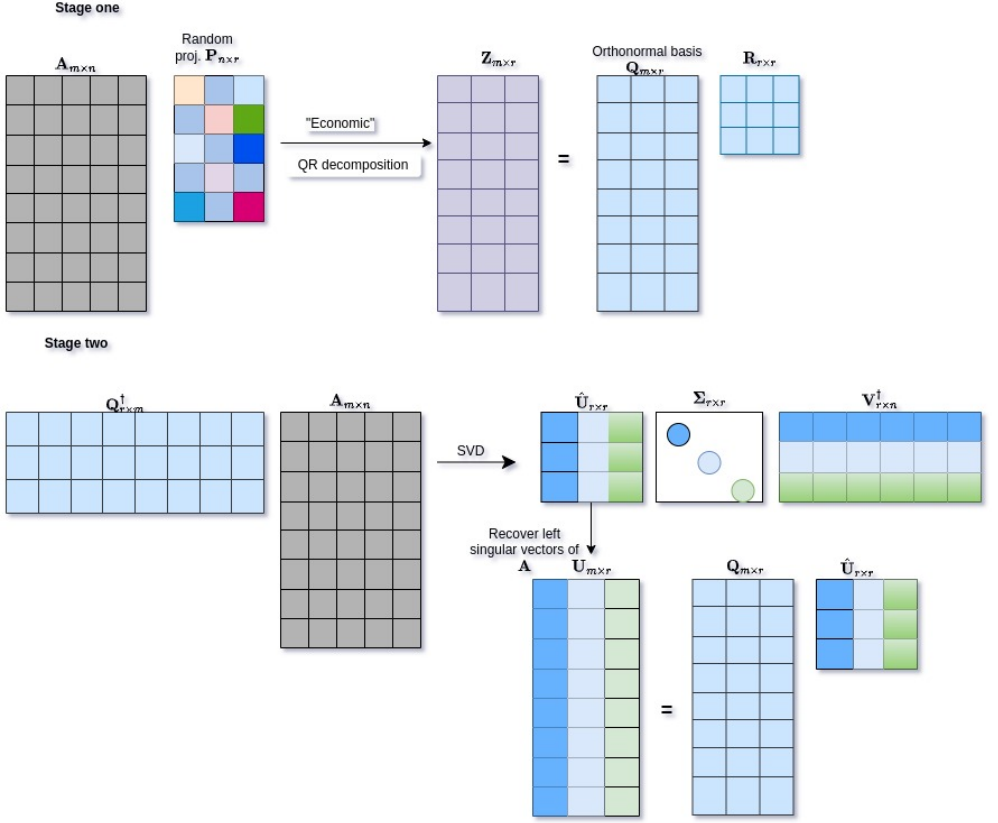 Stage one
A_{m×n}
Random
proj. P_{n×r}
"Economic"
QR decomposition
Z_{m×r}
=
Orthonormal basis
Q_{m×r}
R_{r×r}
Stage two
Q^†_{r×m}
A_{m×n}
SVD
Û_{r×r}
Σ_{r×r}
V^†_{r×n}
Recover left
singular vectors of
A
U_{m×r}
=
Q_{m×r}
Û_{r×r}